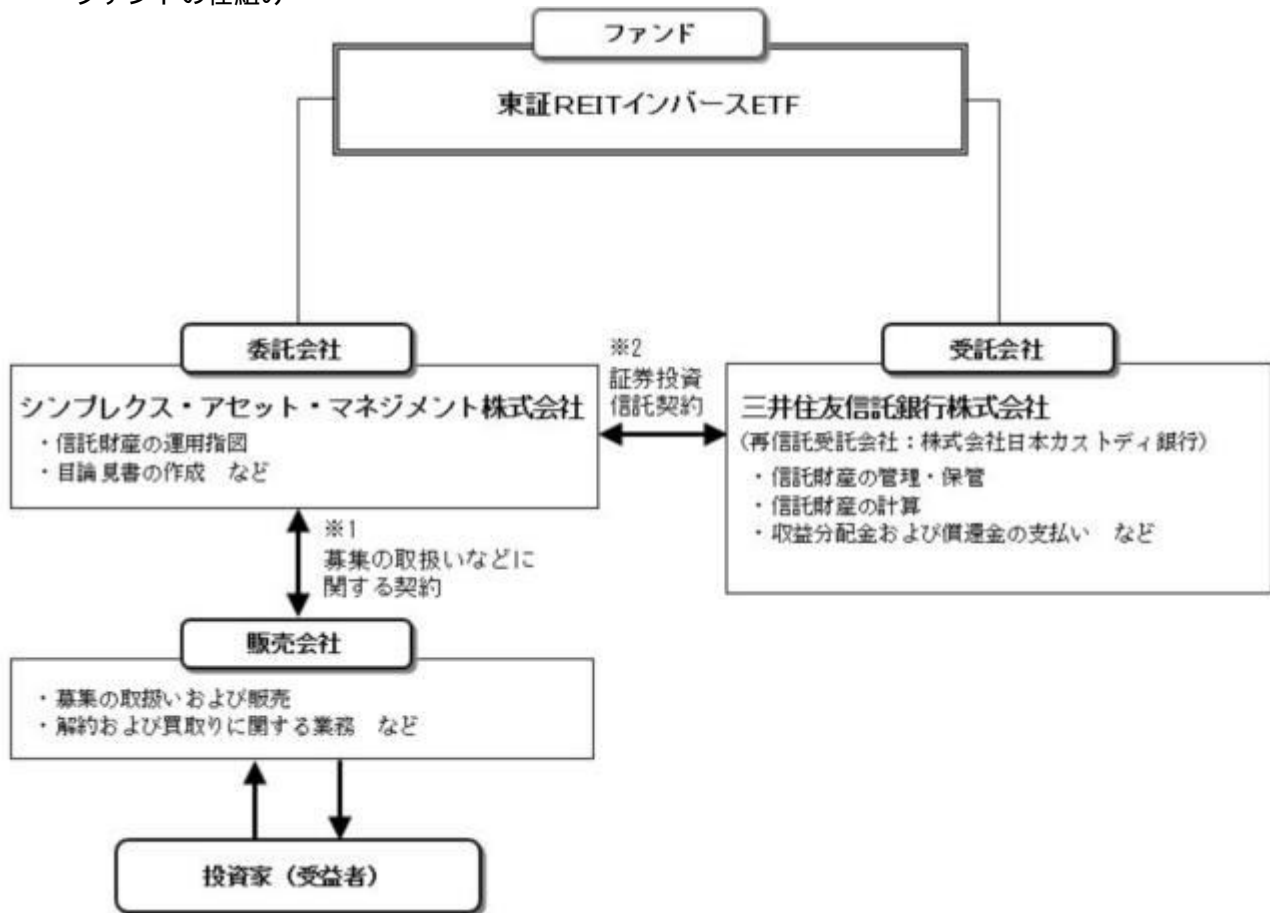 ファンドの仕組み
ファンド
東証REITインバースETF
委託会社
シンプレクス・アセット・マネジメント株式会社
・信託財産の運用指図
・目論見書の作成 など
※2
証券投資
信託契約
受託会社
三井住友信託銀行株式会社
(再信託受託会社：株式会社日本カストディ銀行)
・信託財産の管理・保管
・信託財産の計算
・収益分配金および償還金の支払い など
※1
募集の取扱いなどに
関する契約
販売会社
・募集の取扱いおよび販売
・解約および買取りに関する業務 など
投資家（受益者）